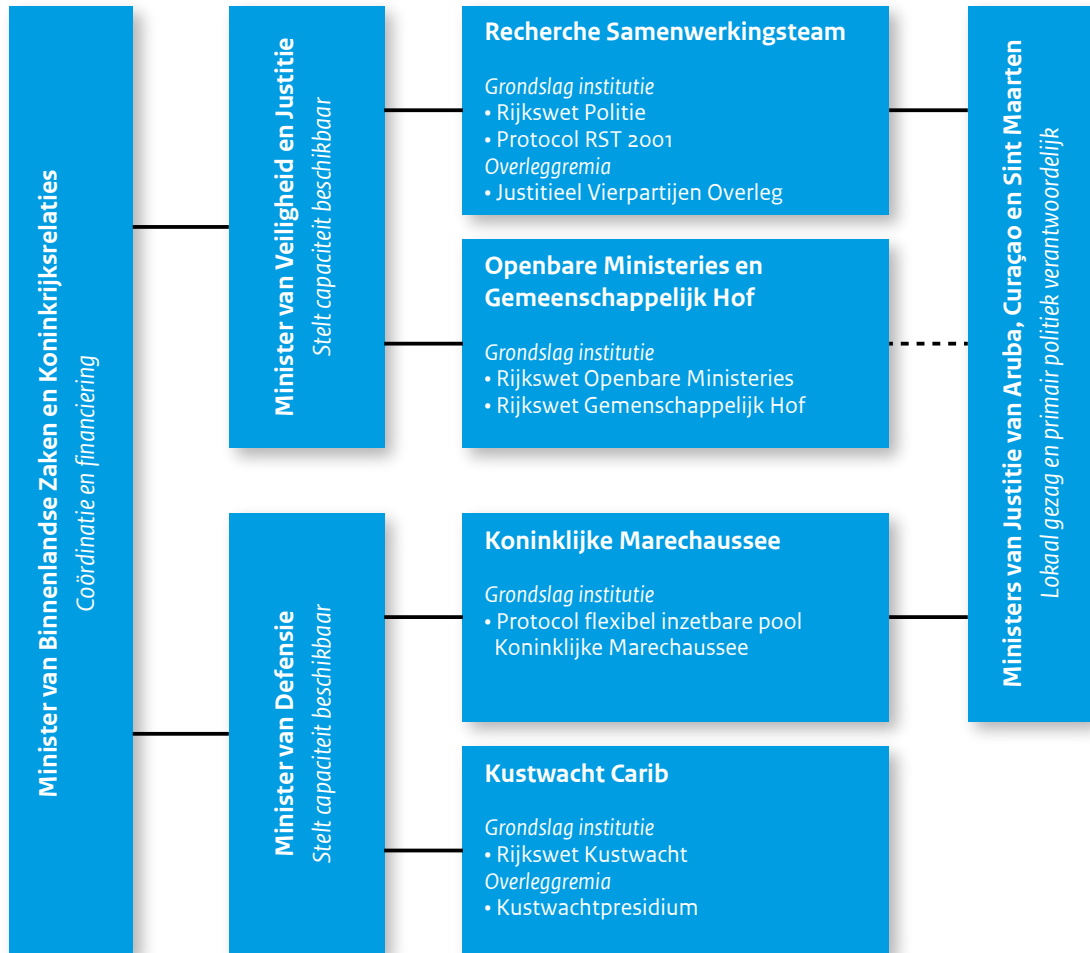 Minister van Binnenlandse Zaken en Koninkrijksrelaties
Coördinatie en financiering
Minister van Veiligheid en Justitie
Stelt capaciteit beschikbaar
Recherche Samenwerkingsteam
Grondslag institutie
• Rijkswet Politie
• Protocol RST 2001
Overleggremia
• Justitieel Vierpartijen Overleg
Openbare Ministeries en
Gemeenschappelijk Hof
Grondslag institutie
• Rijkswet Openbare Ministeries
• Rijkswet Gemenschappelijk Hof
Minister van Defensie
Stelt capaciteit beschikbaar
Koninklijke Marechaussee
Grondslag institutie
• Protocol flexibel inzetbare pool
Koninklijke Marechaussee
Kustwacht Carib
Grondslag institutie
• Rijkswet Kustwacht
Overleggremia
• Kustwachtpresidium
Ministers van Justitie van Aruba, Curaçao en Sint Maarten
Lokaal gezag en primair politiek verantwoordelijk